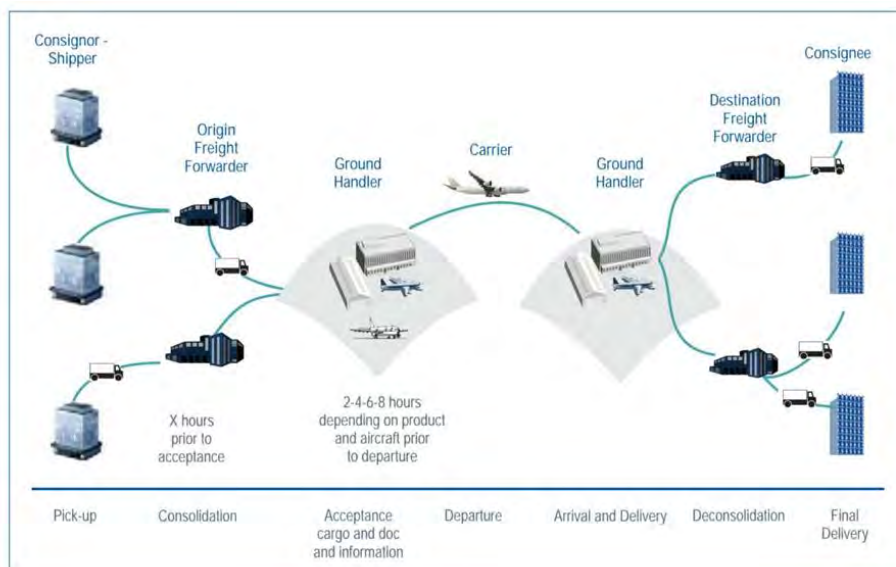 Consignor -
Shipper
Consignee
Origin
Freight
Forwarder
Destination
Freight
Forwarder
Ground
Handler
Carrier
Ground
Handler
X hours
prior to
acceptance
2-4-6-8 hours
depending on product
and aircraft prior
to departure
Pick-up
Consolidation
Acceptance
cargo and doc
and information
Departure
Arrival and Delivery
Deconsolidation
Final
Delivery